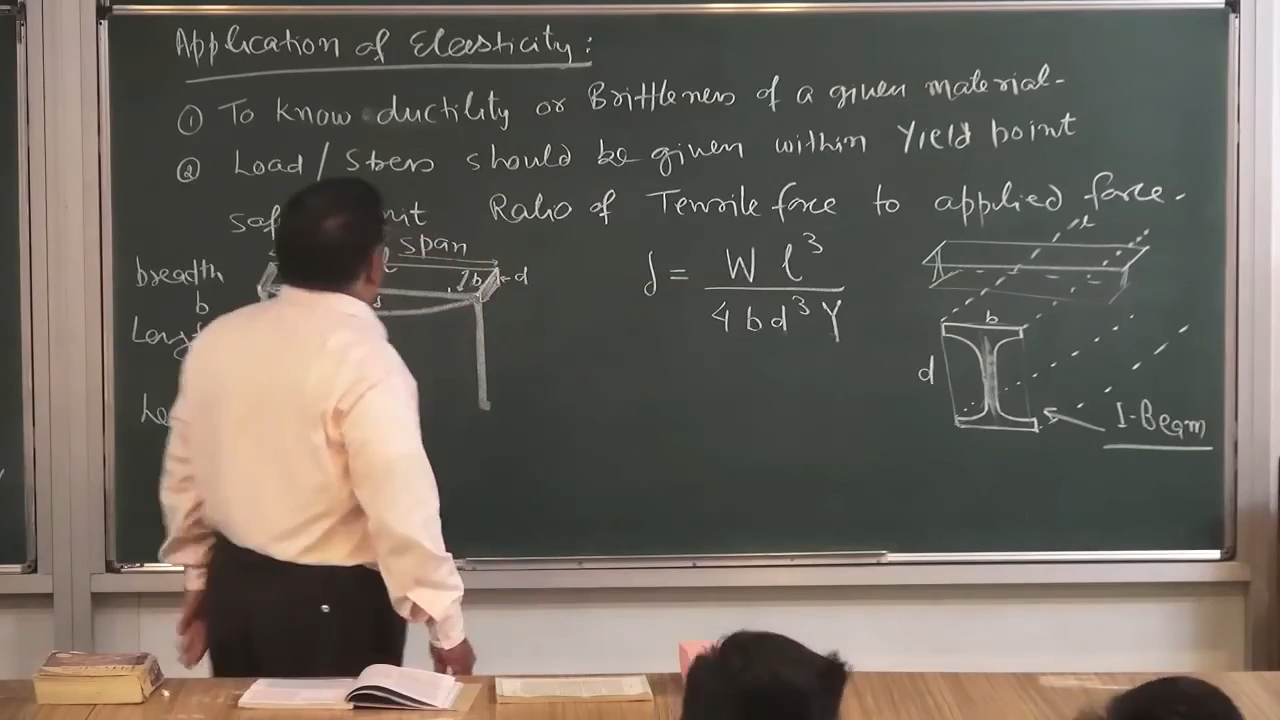 Application of Elasticity:
① To know ductility or Brittleness of a given material-
② Load/Stress should be given within Yield point
Ratio of Tensile force to applied force.
span
breadth l b d
b
δ = W l³ / 4 b d³ Y
l
b
d
I-Beam